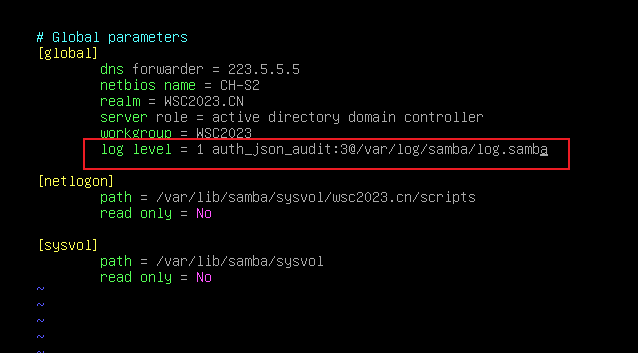 # Global parameters
[global]
dns forwarder = 223.5.5.5
netbios name = CH-S2
realm = WSC2023.CN
server role = active directory domain controller
workgroup = WSC2023
log level = 1 auth_json_audit:3@/var/log/samba/log.samba
[netlogon]
path = /var/lib/samba/sysvol/wsc2023.cn/scripts
read only = No
[sysvol]
path = /var/lib/samba/sysvol
read only = No
~
~
~
~
~